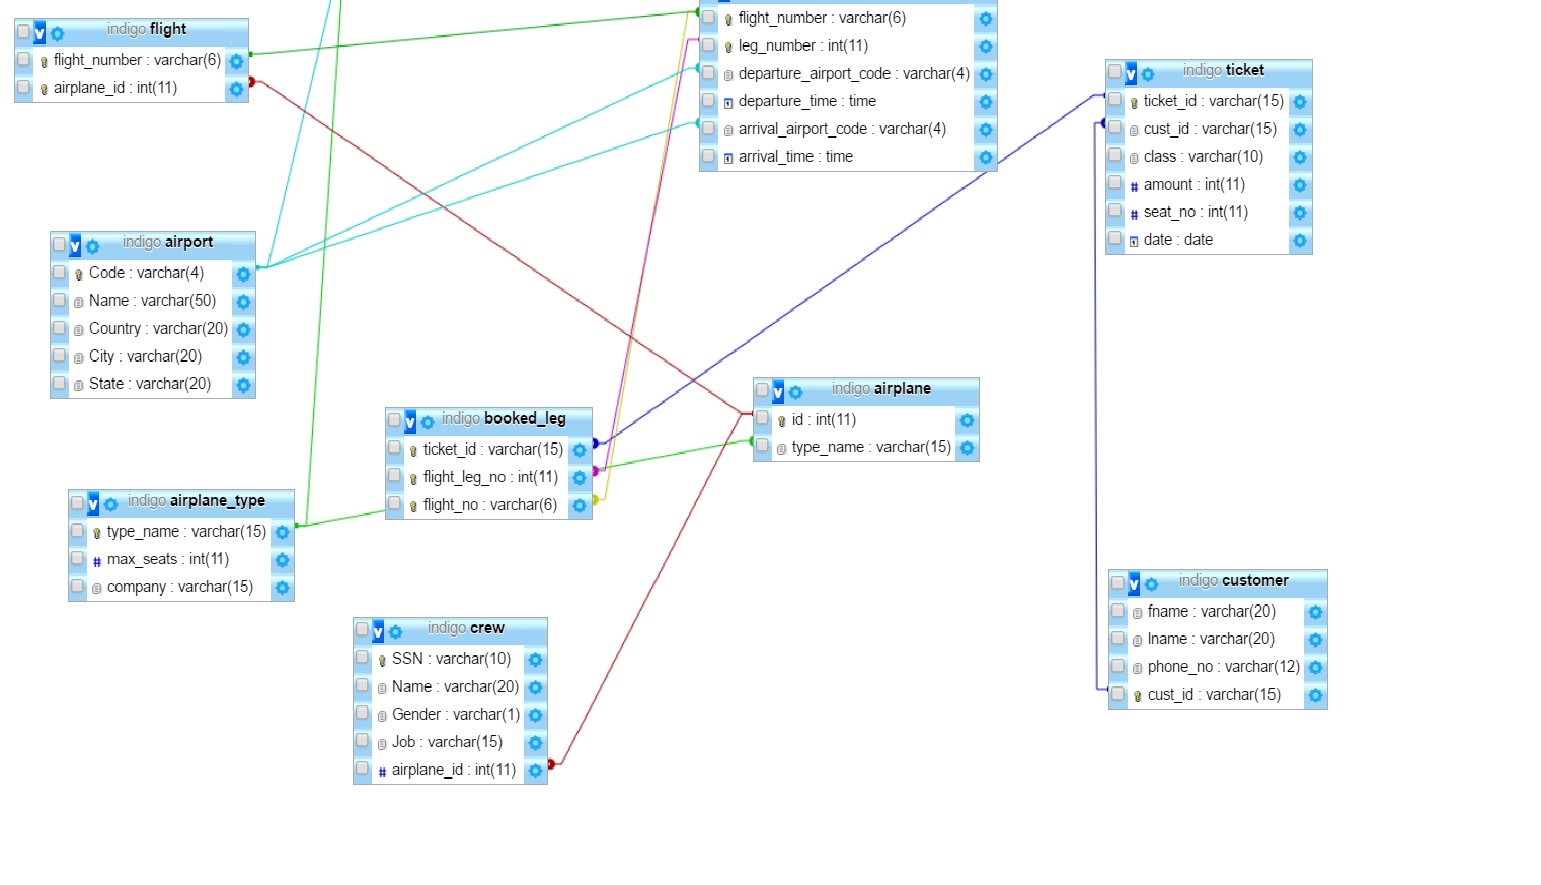 indigo flight
flight_number : varchar(6)
airplane_id : int(11)
flight_number : varchar(6)
leg_number : int(11)
departure_airport_code : varchar(4)
departure_time : time
arrival_airport_code : varchar(4)
arrival_time : time
indigo ticket
ticket_id : varchar(15)
cust_id : varchar(15)
class : varchar(10)
# amount : int(11)
# seat_no : int(11)
date : date
indigo airport
Code : varchar(4)
Name : varchar(50)
Country : varchar(20)
City : varchar(20)
State : varchar(20)
indigo airplane
id : int(11)
type_name : varchar(15)
indigo booked_leg
ticket_id : varchar(15)
flight_leg_no : int(11)
flight_no : varchar(6)
indigo airplane_type
type_name : varchar(15)
# max_seats : int(11)
company : varchar(15)
indigo customer
fname : varchar(20)
lname : varchar(20)
phone_no : varchar(12)
cust_id : varchar(15)
indigo crew
SSN : varchar(10)
Name : varchar(20)
Gender : varchar(1)
Job : varchar(15)
# airplane_id : int(11)